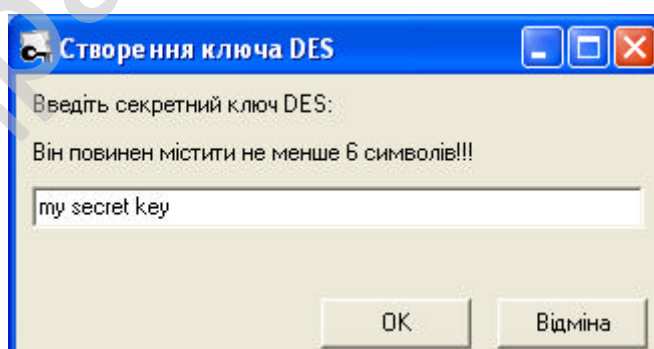 Створення ключа DES
Введіть секретний ключ DES:
Він повинен містити не менше 6 символів!!!
my secret key
OK
Відміна